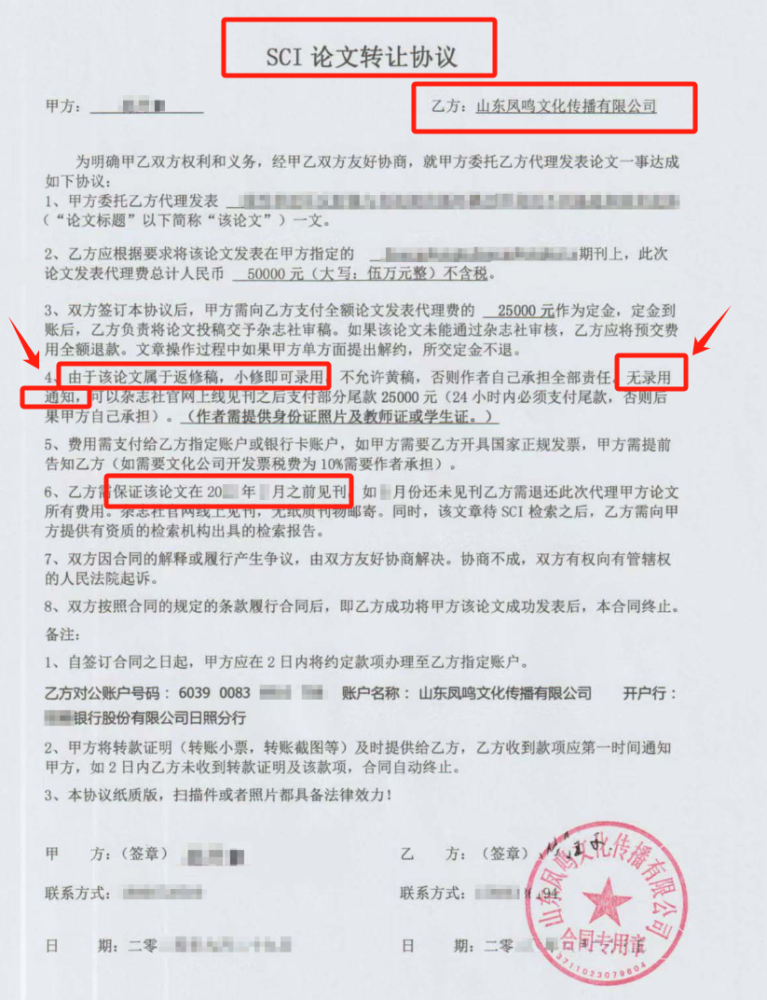 SCI 论文转让协议
甲方：
乙方：山东凤鸣文化传播有限公司
为明确甲乙双方权利和义务，经甲乙双方友好协商，就甲方委托乙方代理发表论文一事达成
如下协议：
1、甲方委托乙方代理发表
（“论文标题”以下简称“该论文”）一文。
2、乙方应根据要求将该论文发表在甲方指定的 期刊上，此次
论文发表代理费总计人民币 50000 元（大写：伍万元整）不含税。
3、双方签订本协议后，甲方需向乙方支付全额论文发表代理费的 25000 元作为定金，定金到
账后，乙方负责将论文投稿交予杂志社审稿。如果该论文未能通过杂志社审核，乙方应将预交费
用全额退款。文章操作过程中如果甲方单方面提出解约，所交定金不退。
4、由于该论文属于返修稿，小修即可录用，不允许黄稿，否则作者自己承担全部责任，无录用
通知，可以杂志社官网上线见刊之后支付部分尾款 25000 元（24 小时内必须支付尾款，否则后
果甲方自己承担）。（作者需提供身份证照片及教师证或学生证。）
5、费用需支付给乙方指定账户或银行卡账户，如甲方需要乙方开具国家正规发票，甲方需提前
告知乙方（如需要文化公司开发票税费为 10%需要作者承担）。
6、乙方需保证该论文在 20 年 月之前见刊，如 月份还未见刊乙方需退还此次代理甲方论文
所有费用。杂志社官网线上见刊，无纸质刊物邮寄。同时，该文章待 SCI 检索之后，乙方需向甲
方提供有资质的检索机构出具的检索报告。
7、双方因合同的解释或履行产生争议，由双方友好协商解决。协商不成，双方有权向有管辖权
的人民法院起诉。
8、双方按照合同的规定的条款履行合同后，即乙方成功将甲方该论文成功发表后，本合同终止。
备注：
1、自签订合同之日起，甲方应在 2 日内将约定款项办理至乙方指定账户。
乙方对公账户号码：6039 0083 账户名称：山东凤鸣文化传播有限公司 开户行：
银行股份有限公司日照分行
2、甲方将转款证明（转账小票，转账截图等）及时提供给乙方，乙方收到款项应第一时间通知
甲方，如 2 日内乙方未收到转款证明及该款项，合同自动终止。
3、本协议纸质版，扫描件或者照片都具备法律效力！
甲 方：（签章）
乙 方：（签章）
联系方式：
联系方式： 94
日 期：二零
日 期：二零
山东凤鸣文化传播有限公司
合同专用章
3711023079604